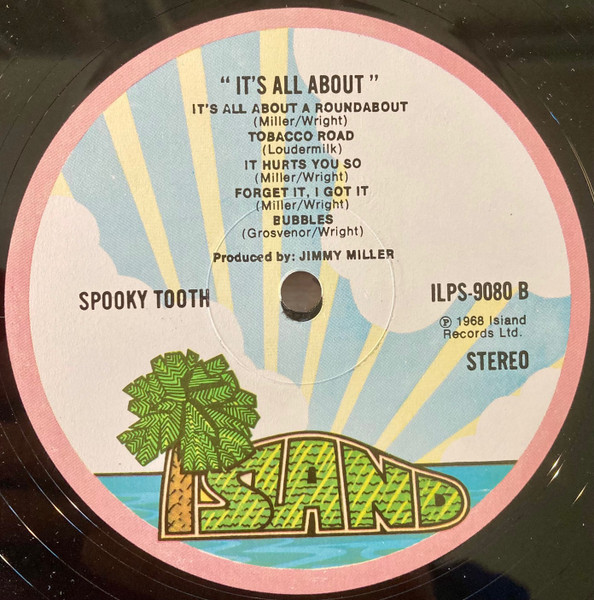 “ IT'S ALL ABOUT ”
IT'S ALL ABOUT A ROUNDABOUT
(Miller/Wright)
TOBACCO ROAD
(Loudermilk)
IT HURTS YOU SO
(Miller/Wright)
FORGET IT, I GOT IT
(Miller/Wright)
BUBBLES
(Grosvenor/Wright)
Produced by: JIMMY MILLER
SPOOKY TOOTH
ILPS-9080 B
℗ 1968 Island
Records Ltd.
STEREO
ISLAND